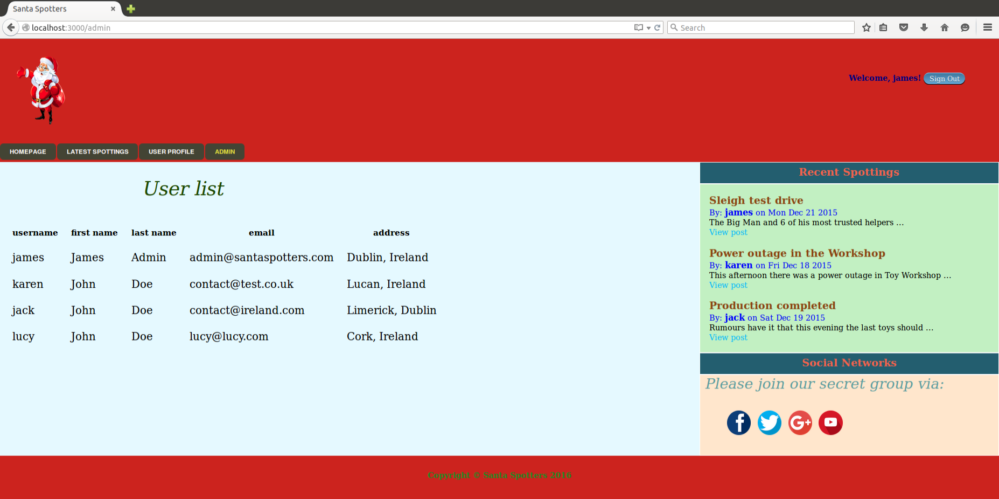 Santa Spotters
localhost:3000/admin
Search
Welcome, james! Sign Out
HOMEPAGE LATEST SPOTTINGS USER PROFILE ADMIN
User list
username first name last name email address
james James Admin admin@santaspotters.com Dublin, Ireland
karen John Doe contact@test.co.uk Lucan, Ireland
jack John Doe contact@ireland.com Limerick, Dublin
lucy John Doe lucy@lucy.com Cork, Ireland
Recent Spottings
Sleigh test drive
By: james on Mon Dec 21 2015
The Big Man and 6 of his most trusted helpers ...
View post
Power outage in the Workshop
By: karen on Fri Dec 18 2015
This afternoon there was a power outage in Toy Workshop ...
View post
Production completed
By: jack on Sat Dec 19 2015
Rumours have it that this evening the last toys should ...
View post
Social Networks
Please join our secret group via:
Copyright © Santa Spotters 2016